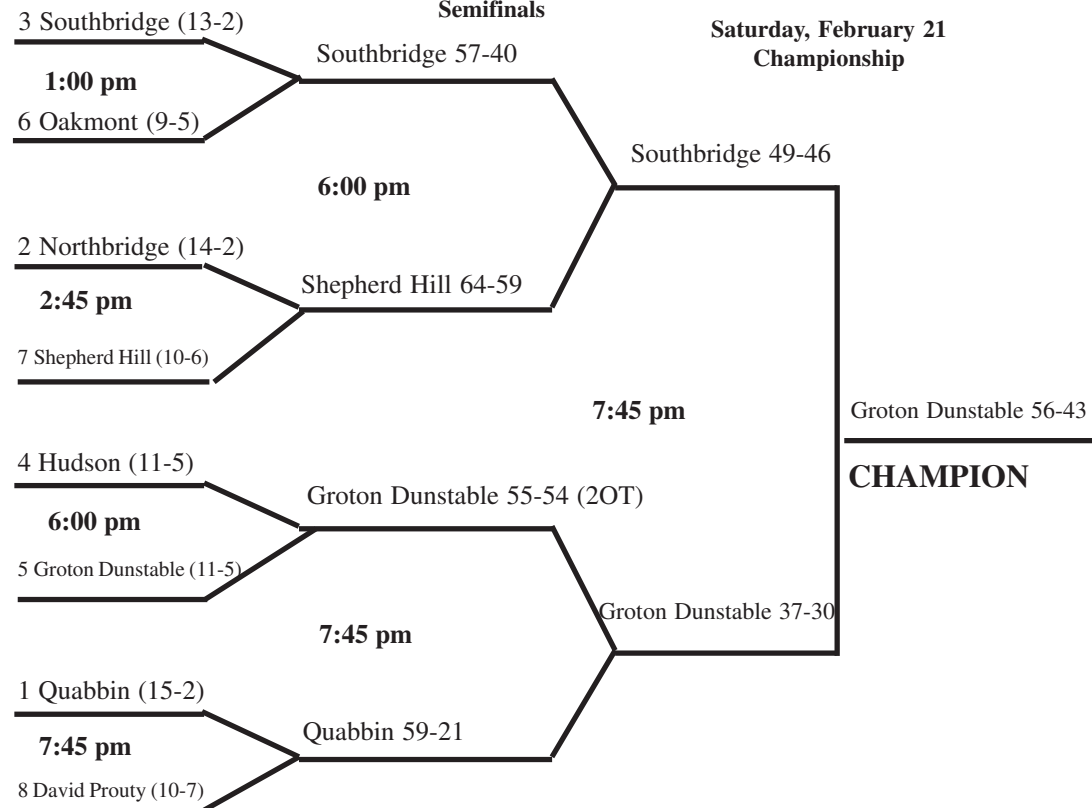 Semifinals
Saturday, February 21
Championship
3 Southbridge (13-2)
1:00 pm
6 Oakmont (9-5)
Southbridge 57-40
6:00 pm
2 Northbridge (14-2)
2:45 pm
7 Shepherd Hill (10-6)
Shepherd Hill 64-59
Southbridge 49-46
7:45 pm
4 Hudson (11-5)
6:00 pm
5 Groton Dunstable (11-5)
Groton Dunstable 55-54 (2OT)
7:45 pm
1 Quabbin (15-2)
7:45 pm
8 David Prouty (10-7)
Quabbin 59-21
Groton Dunstable 37-30
Groton Dunstable 56-43
CHAMPION